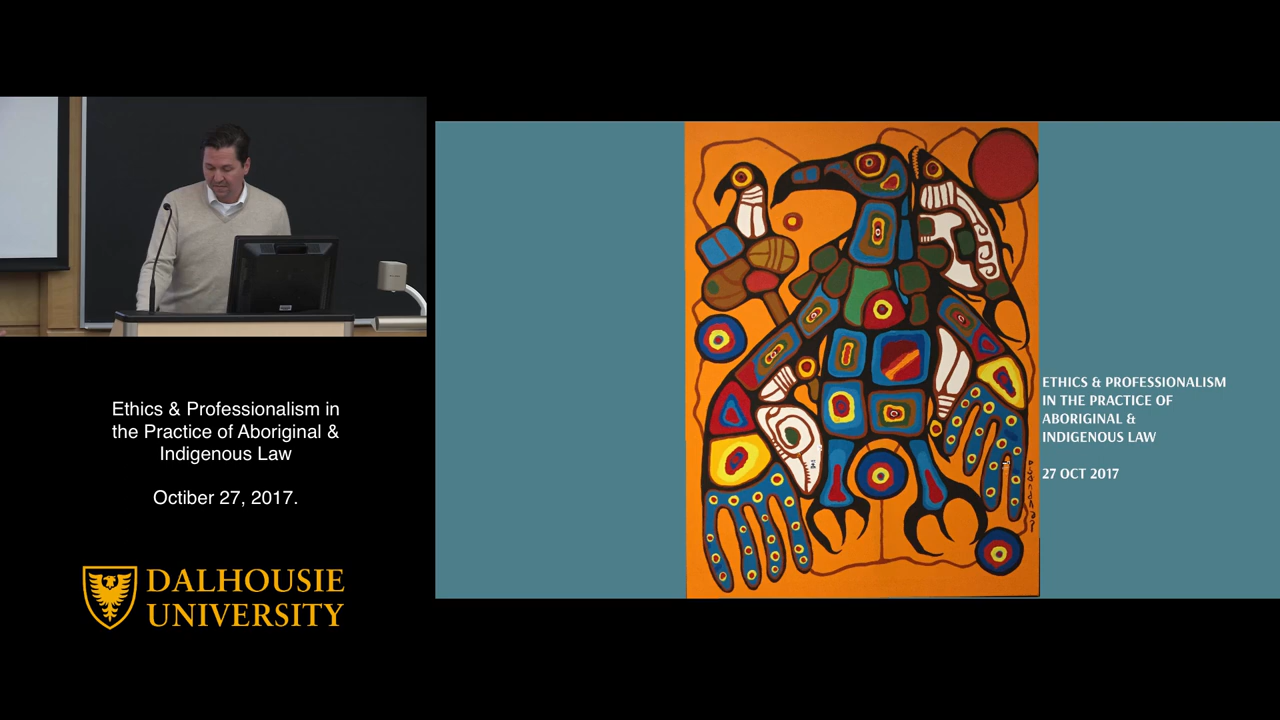 Ethics & Professionalism in
the Practice of Aboriginal &
Indigenous Law
Octiber 27, 2017.
DALHOUSIE
UNIVERSITY
ETHICS & PROFESSIONALISM
IN THE PRACTICE OF
ABORIGINAL &
INDIGENOUS LAW
27 OCT 2017